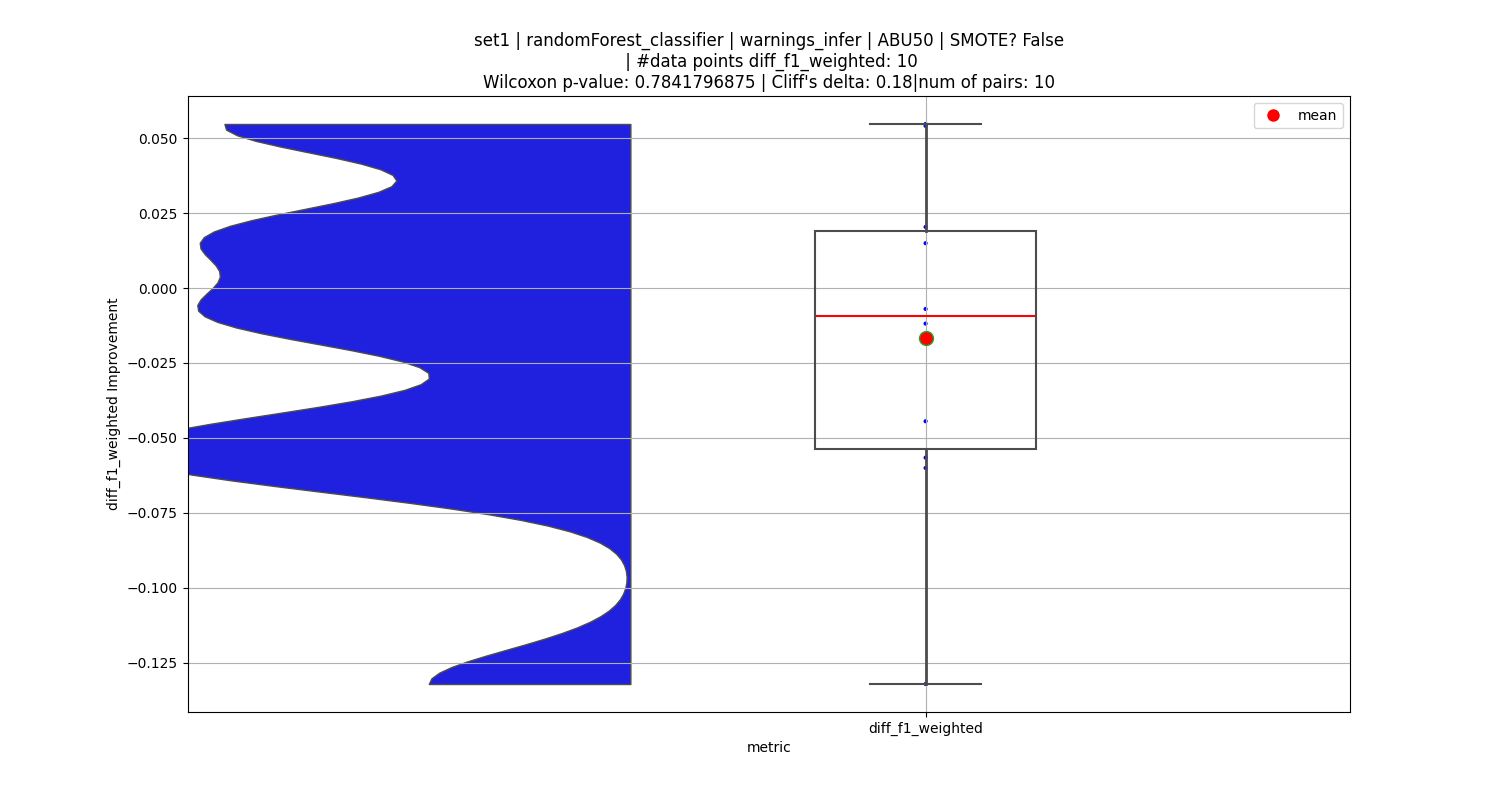 set1 | randomForest_classifier | warnings_infer | ABU50 | SMOTE? False
| #data points diff_f1_weighted: 10
Wilcoxon p-value: 0.7841796875 | Cliff's delta: 0.18|num of pairs: 10
mean
0.050
0.025
0.000
−0.025
−0.050
−0.075
−0.100
−0.125
diff_f1_weighted Improvement
diff_f1_weighted
metric